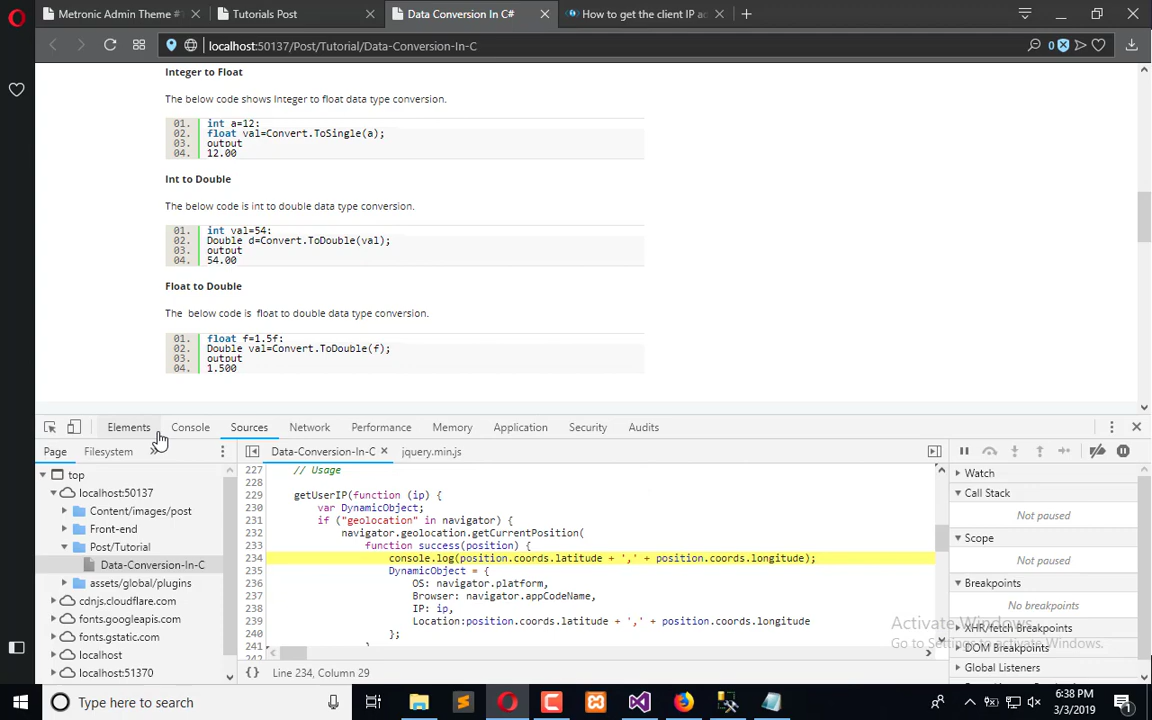 Metronic Admin Theme #1
Tutorials Post
Data Conversion In C#
How to get the client IP ad
localhost:50137/Post/Tutorial/Data-Conversion-In-C
0
Integer to Float
The below code shows Integer to float data type conversion.
01. int a=12;
02. float val=Convert.ToSingle(a);
03. output
04. 12.00
Int to Double
The below code is int to double data type conversion.
01. int val=54;
02. Double d=Convert.ToDouble(val);
03. output
04. 54.00
Float to Double
The below code is float to double data type conversion.
01. float f=1.5f;
02. Double val=Convert.ToDouble(f);
03. output
04. 1.500
Elements Console Sources Network Performance Memory Application Security Audits
Page Filesystem »
Data-Conversion-In-C jquery.min.js
top
localhost:50137
Content/images/post
Front-end
Post/Tutorial
Data-Conversion-In-C
assets/global/plugins
cdnjs.cloudflare.com
fonts.googleapis.com
fonts.gstatic.com
localhost
localhost:51370
227 // Usage
228
229 getUserIP(function (ip) {
230 var DynamicObject;
231 if ("geolocation" in navigator) {
232 navigator.geolocation.getCurrentPosition(
233 function success(position) {
234 console.log(position.coords.latitude + ',' + position.coords.longitude);
235 DynamicObject = {
236 OS: navigator.platform,
237 Browser: navigator.appCodeName,
238 IP: ip,
239 Location:position.coords.latitude + ',' + position.coords.longitude
240 };
241
{} Line 234, Column 29
Watch
Call Stack
Not paused
Scope
Not paused
Breakpoints
No breakpoints
XHR/fetch Breakpoints
DOM Breakpoints
Global Listeners
Activate Windows
Go to Settings to activate Windows.
Type here to search
6:38 PM
3/3/2019
1